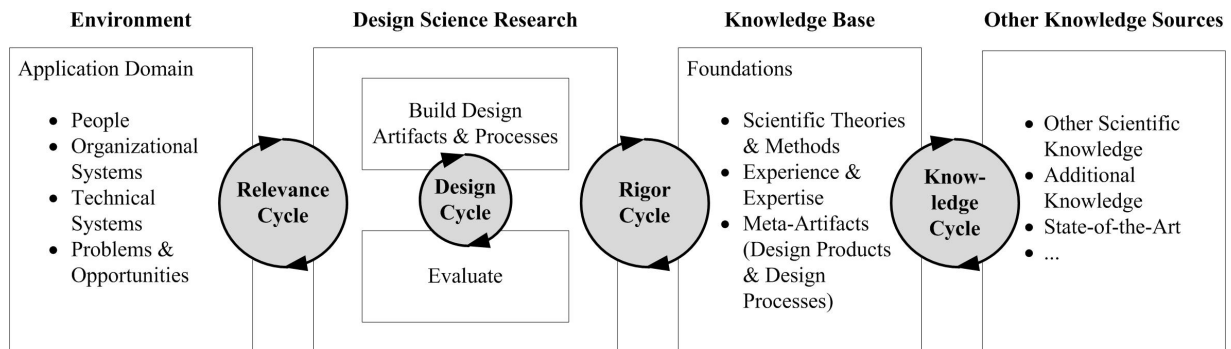 Environment
Application Domain
• People
• Organizational
Systems
• Technical
Systems
• Problems &
Opportunities
Relevance
Cycle
Design Science Research
Build Design
Artifacts & Processes
Design
Cycle
Evaluate
Rigor
Cycle
Knowledge Base
Foundations
• Scientific Theories
& Methods
• Experience &
Expertise
• Meta-Artifacts
(Design Products
& Design
Processes)
Know-
ledge
Cycle
Other Knowledge Sources
• Other Scientific
Knowledge
• Additional
Knowledge
• State-of-the-Art
• ...